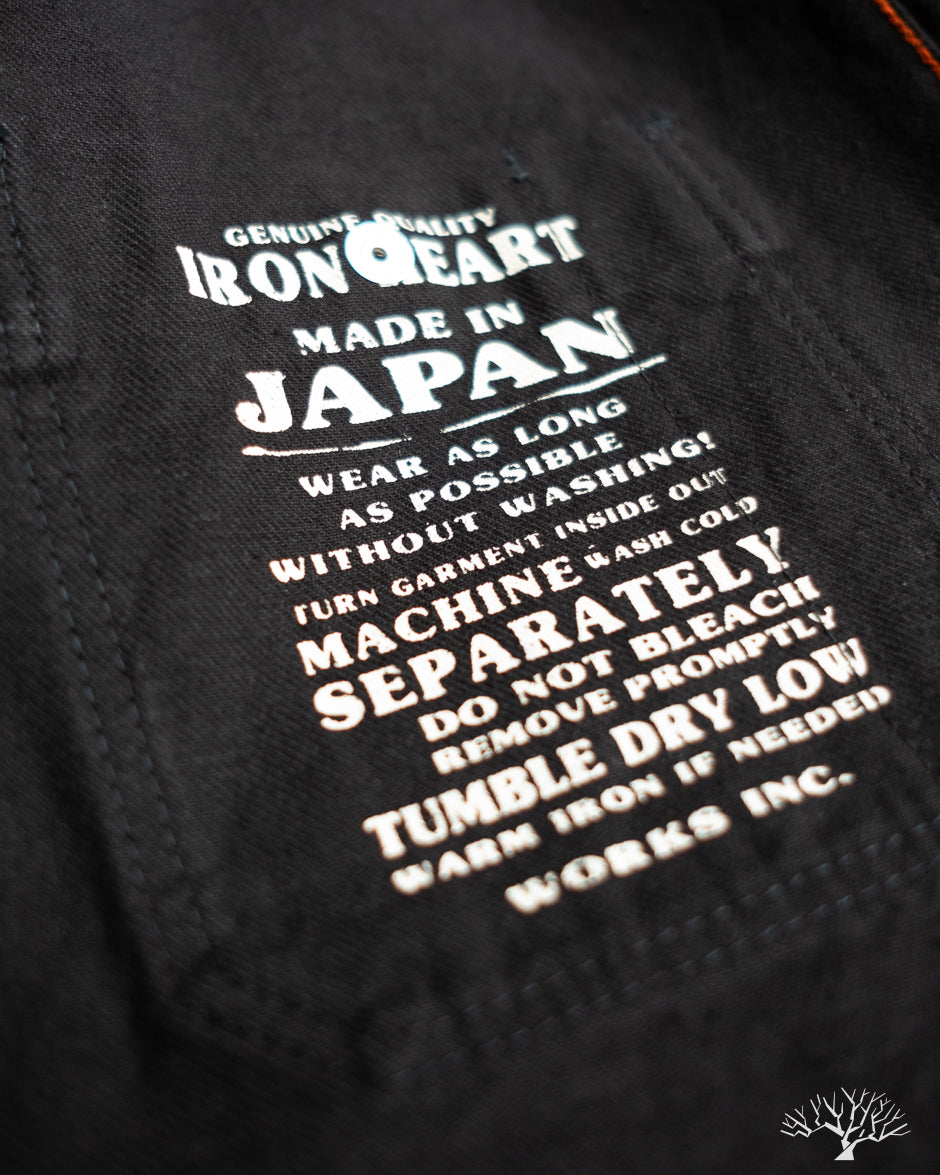 GENUINE QUALITY
IRON HEART
MADE IN
JAPAN
WEAR AS LONG
AS POSSIBLE
WITHOUT WASHING!
TURN GARMENT INSIDE OUT
MACHINE WASH COLD
SEPARATELY
DO NOT BLEACH
REMOVE PROMPTLY
TUMBLE DRY LOW
WARM IRON IF NEEDED
WORKS INC.